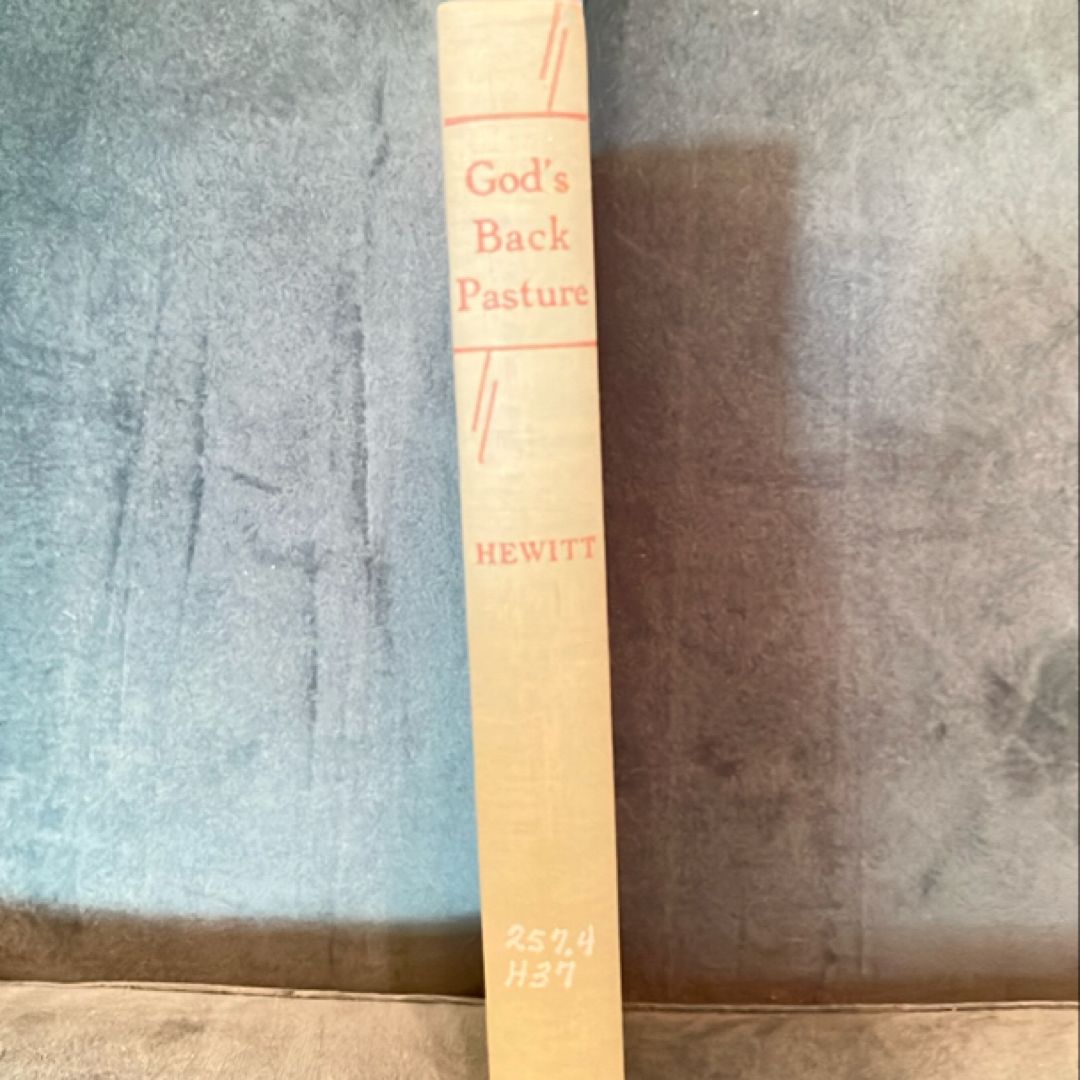 God's
Back
Pasture
HEWITT
257.4
H37